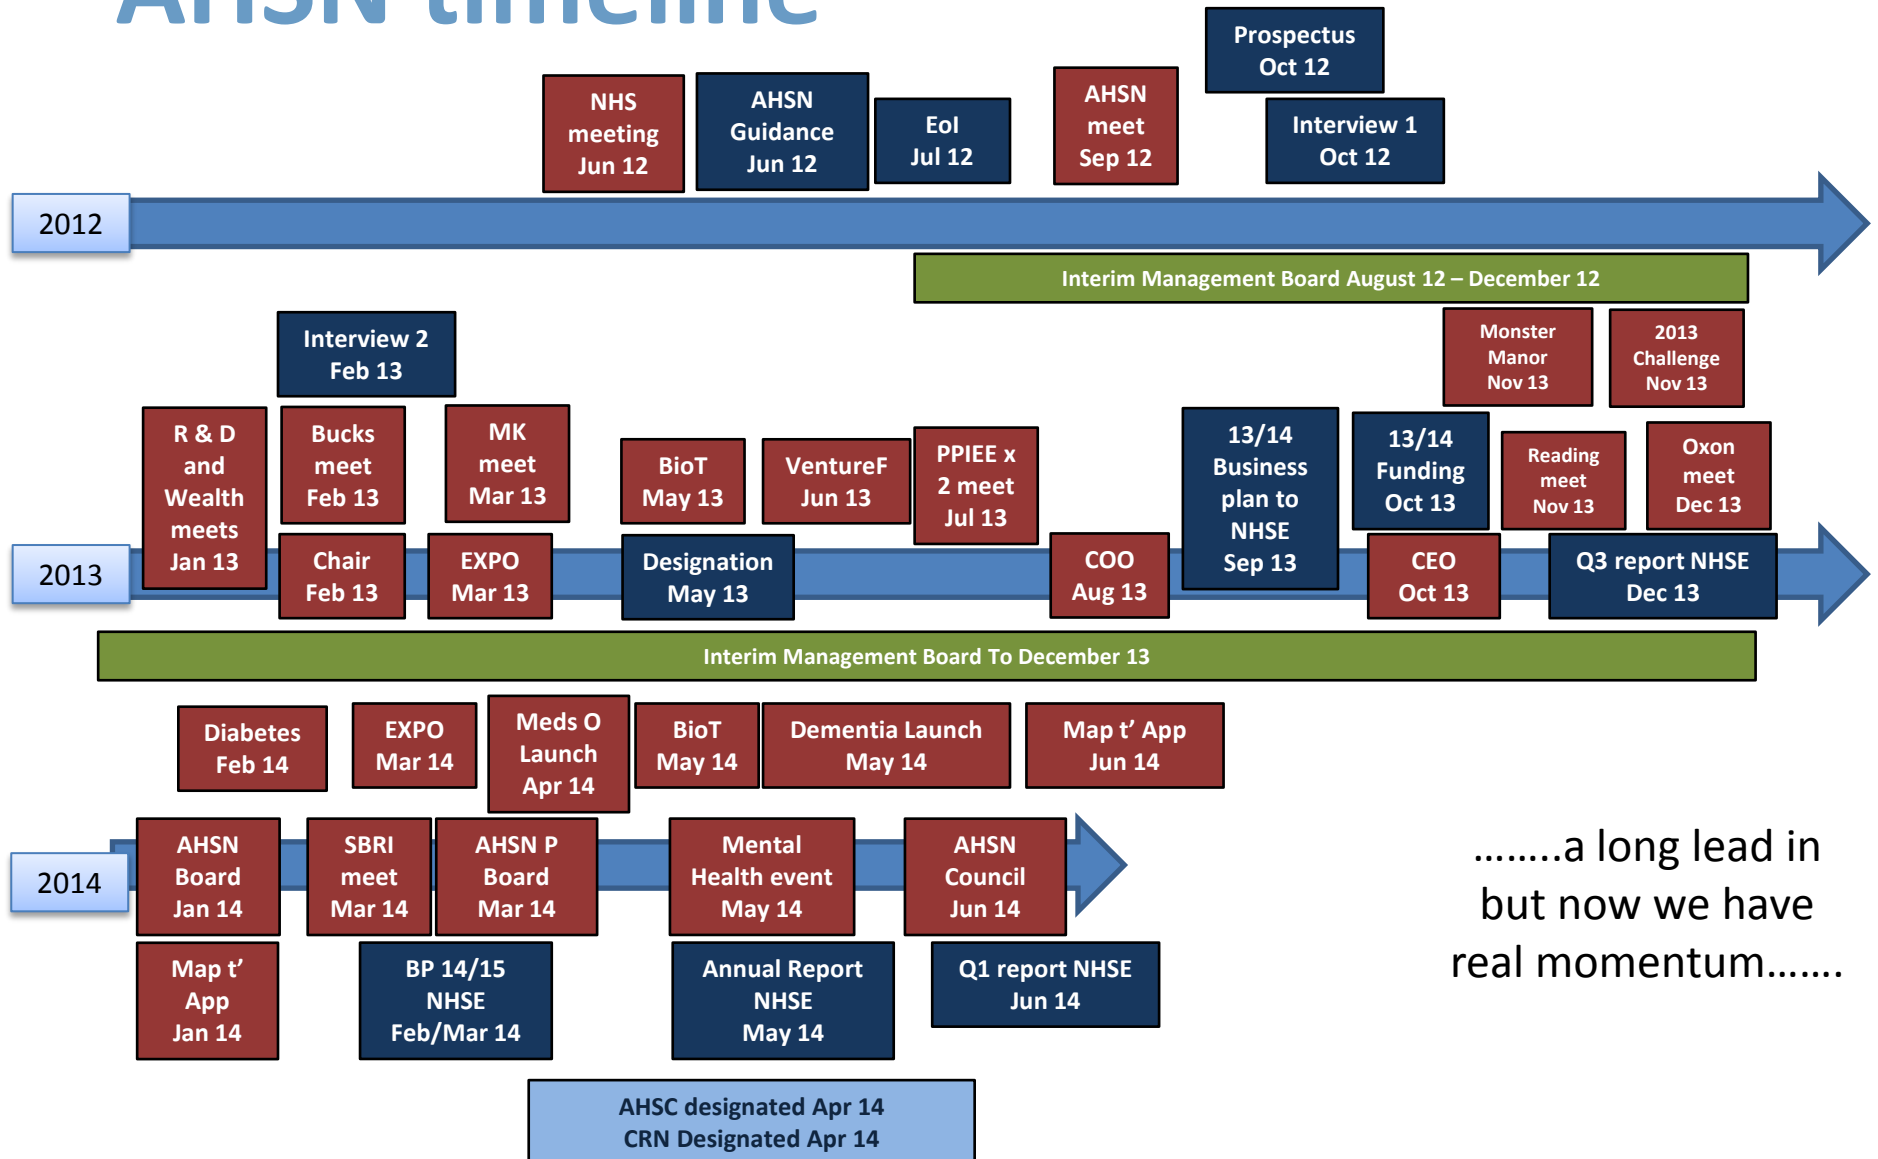 AHSN timeline
Prospectus
Oct 12
NHS
meeting
Jun 12
AHSN
Guidance
Jun 12
EoI
Jul 12
AHSN
meet
Sep 12
Interview 1
Oct 12
2012
Interim Management Board August 12 – December 12
Interview 2
Feb 13
Monster
Manor
Nov 13
2013
Challenge
Nov 13
R & D
and
Wealth
meets
Jan 13
Bucks
meet
Feb 13
MK
meet
Mar 13
BioT
May 13
VentureF
Jun 13
PPIEE x
2 meet
Jul 13
13/14
Business
plan to
NHSE
Sep 13
13/14
Funding
Oct 13
Reading
meet
Nov 13
Oxon
meet
Dec 13
2013
Chair
Feb 13
EXPO
Mar 13
Designation
May 13
COO
Aug 13
CEO
Oct 13
Q3 report NHSE
Dec 13
Interim Management Board To December 13
Diabetes
Feb 14
EXPO
Mar 14
Meds O
Launch
Apr 14
BioT
May 14
Dementia Launch
May 14
Map t' App
Jun 14
2014
AHSN
Board
Jan 14
SBRI
meet
Mar 14
AHSN P
Board
Mar 14
Mental
Health event
May 14
AHSN
Council
Jun 14
........a long lead in
but now we have
real momentum.......
Map t'
App
Jan 14
BP 14/15
NHSE
Feb/Mar 14
Annual Report
NHSE
May 14
Q1 report NHSE
Jun 14
AHSC designated Apr 14
CRN Designated Apr 14